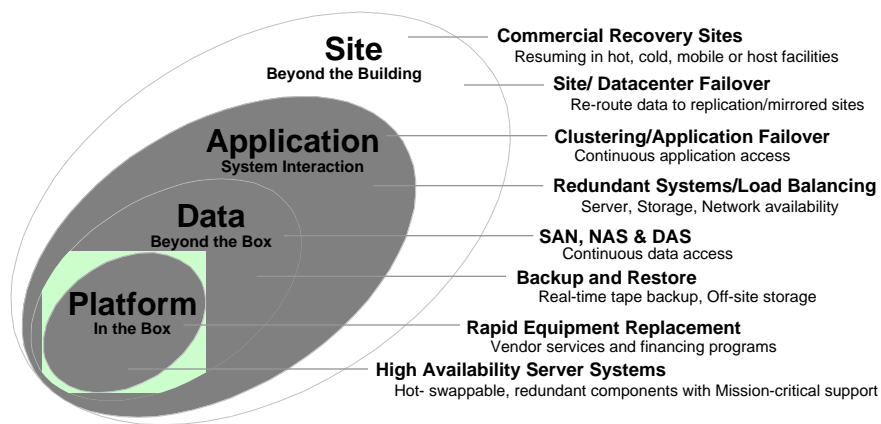 Site
Beyond the Building
Application
System Interaction
Data
Beyond the Box
Platform
In the Box
Commercial Recovery Sites
Resuming in hot, cold, mobile or host facilities
Site/ Datacenter Failover
Re-route data to replication/mirrored sites
Clustering/Application Failover
Continuous application access
Redundant Systems/Load Balancing
Server, Storage, Network availability
SAN, NAS & DAS
Continuous data access
Backup and Restore
Real-time tape backup, Off-site storage
Rapid Equipment Replacement
Vendor services and financing programs
High Availability Server Systems
Hot- swappable, redundant components with Mission-critical support